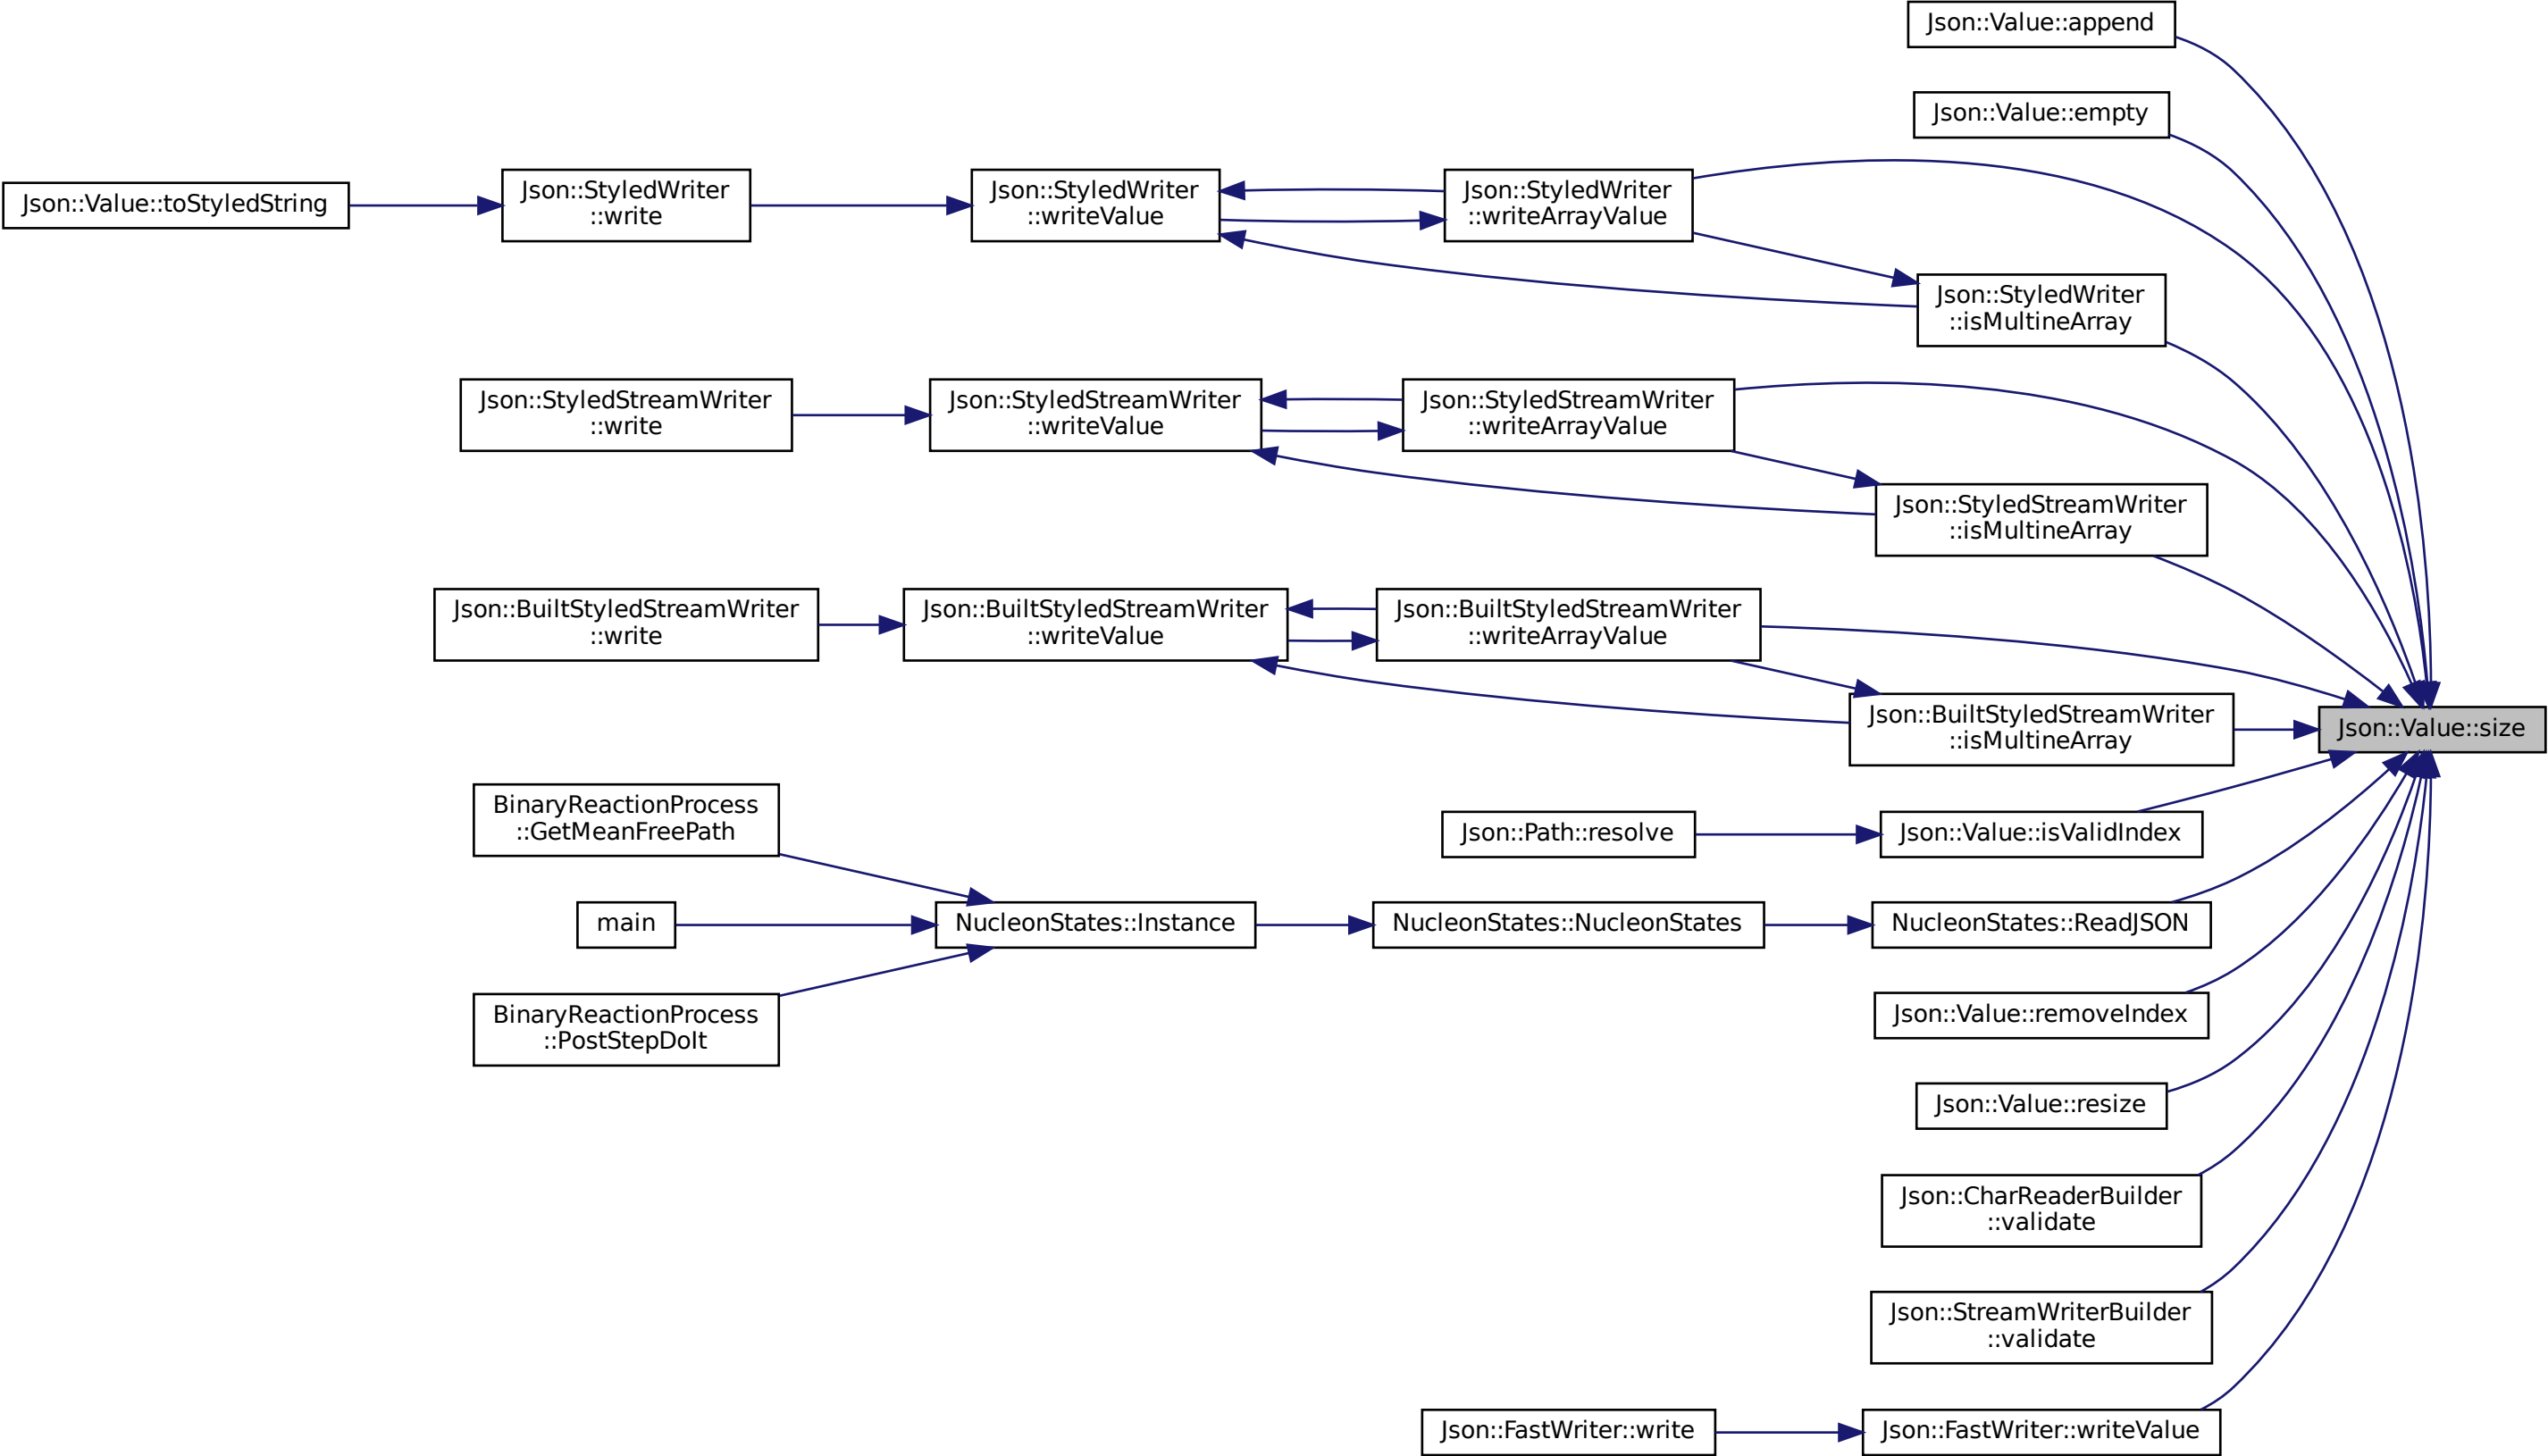 Json::Value::append
Json::Value::empty
Json::Value::toStyledString
Json::StyledWriter
::write
Json::StyledWriter
::writeValue
Json::StyledWriter
::writeArrayValue
Json::StyledWriter
::isMultineArray
Json::StyledStreamWriter
::write
Json::StyledStreamWriter
::writeValue
Json::StyledStreamWriter
::writeArrayValue
Json::StyledStreamWriter
::isMultineArray
Json::BuiltStyledStreamWriter
::write
Json::BuiltStyledStreamWriter
::writeValue
Json::BuiltStyledStreamWriter
::writeArrayValue
Json::BuiltStyledStreamWriter
::isMultineArray
Json::Value::size
BinaryReactionProcess
::GetMeanFreePath
Json::Path::resolve
Json::Value::isValidIndex
main
NucleonStates::Instance
NucleonStates::NucleonStates
NucleonStates::ReadJSON
BinaryReactionProcess
::PostStepDoIt
Json::Value::removeIndex
Json::Value::resize
Json::CharReaderBuilder
::validate
Json::StreamWriterBuilder
::validate
Json::FastWriter::write
Json::FastWriter::writeValue